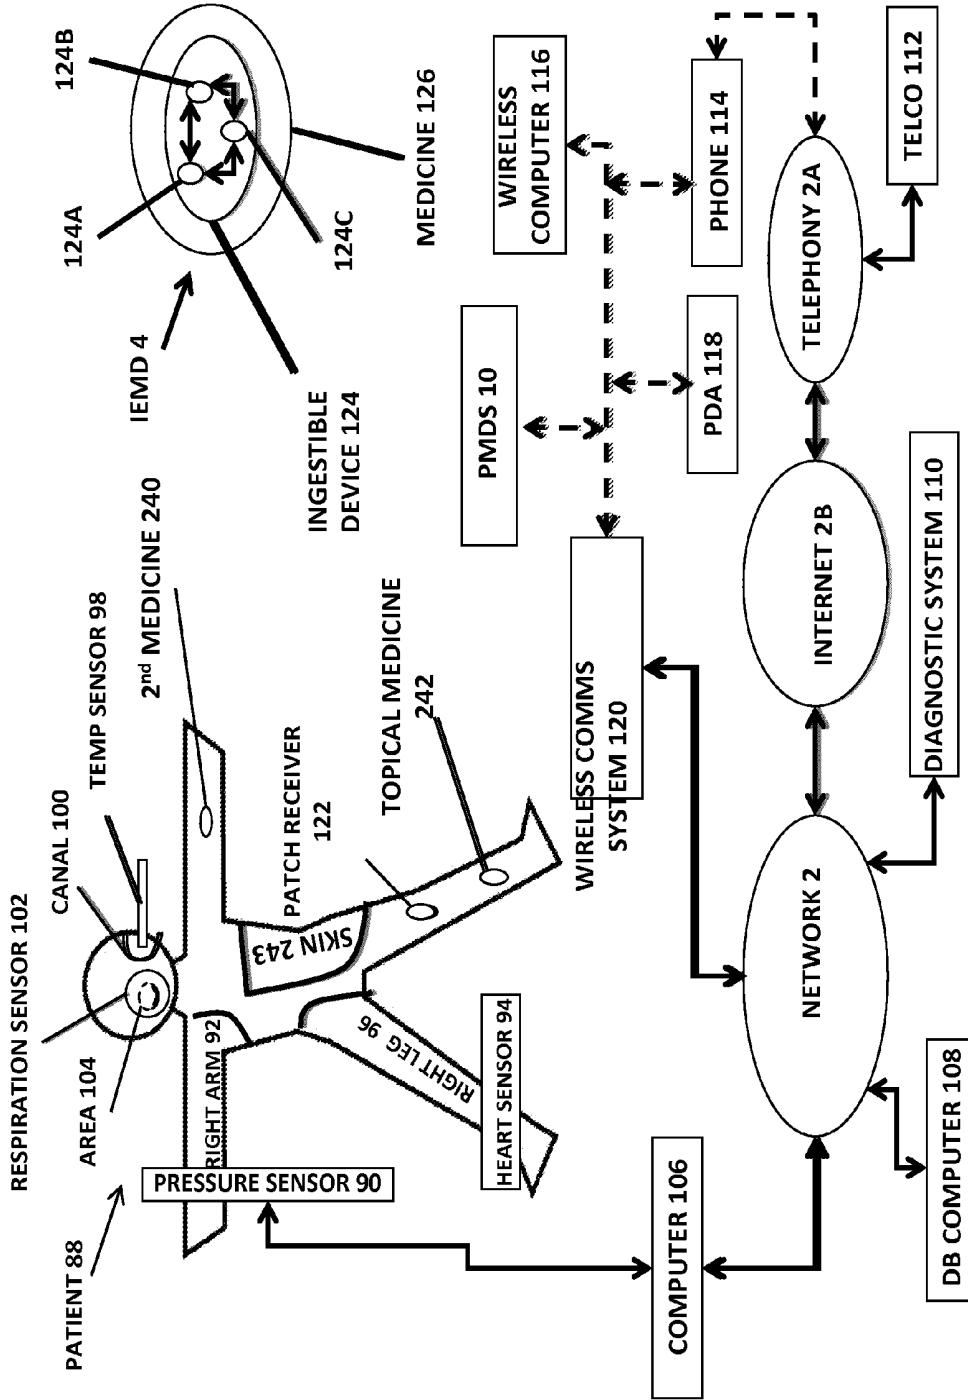 RESPIRATION SENSOR 102
CANAL 100
TEMP SENSOR 98
AREA 104
PATIENT 88
2nd MEDICINE 240
RIGHT ARM 92
PRESSURE SENSOR 90
SKIN 243
PATCH RECEIVER
122
TOPICAL MEDICINE
242
RIGHT LEG 96
HEART SENSOR 94
124A
124B
124C
IEMD 4
INGESTIBLE
DEVICE 124
MEDICINE 126
PMDS 10
WIRELESS
COMPUTER 116
WIRELESS COMMS
SYSTEM 120
PDA 118
PHONE 114
COMPUTER 106
NETWORK 2
INTERNET 2B
TELEPHONY 2A
DB COMPUTER 108
DIAGNOSTIC SYSTEM 110
TELCO 112